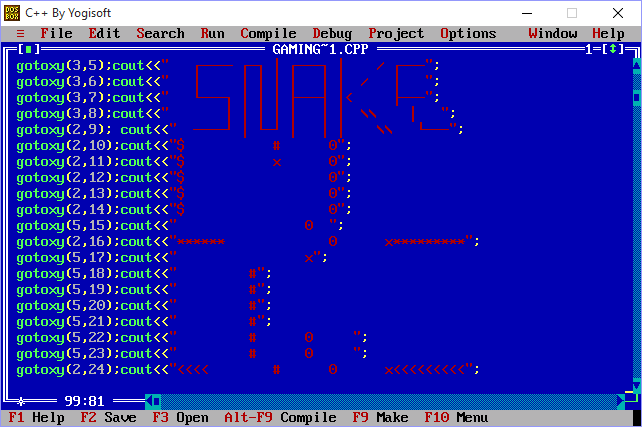 C++ By Yogisoft
≡ File Edit Search Run Compile Debug Project Options Window Help
[■] GAMING~1.CPP 1=[↕]
gotoxy(3,5);cout<<" ";
gotoxy(3,6);cout<<" ";
gotoxy(3,7);cout<<" ";
gotoxy(3,8);cout<<" ";
gotoxy(2,9); cout<<" ";
gotoxy(2,10);cout<<"$           #      0";
gotoxy(2,11);cout<<"$           x      0";
gotoxy(2,12);cout<<"$                  0";
gotoxy(2,13);cout<<"$                  0";
gotoxy(2,14);cout<<"$                  0";
gotoxy(5,15);cout<<"                0  ";
gotoxy(2,16);cout<<"******             0      x*********";
gotoxy(5,17);cout<<"                x";
gotoxy(5,18);cout<<"         #";
gotoxy(5,19);cout<<"         #";
gotoxy(5,20);cout<<"         #";
gotoxy(5,21);cout<<"         #";
gotoxy(5,22);cout<<"         #      0     ";
gotoxy(5,23);cout<<"         #      0     ";
gotoxy(2,24);cout<<"<<<<        #      0      x<<<<<<<<<";
99:81
F1 Help F2 Save F3 Open Alt-F9 Compile F9 Make F10 Menu